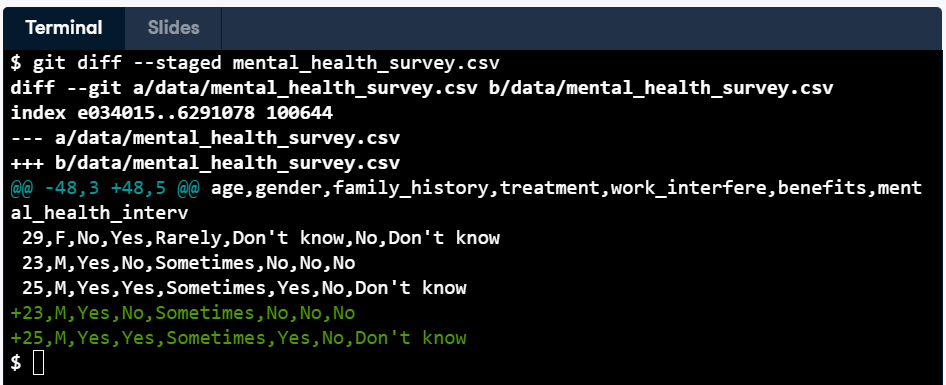 Terminal Slides
$ git diff --staged mental_health_survey.csv
diff --git a/data/mental_health_survey.csv b/data/mental_health_survey.csv
index e034015..6291078 100644
--- a/data/mental_health_survey.csv
+++ b/data/mental_health_survey.csv
@@ -48,3 +48,5 @@ age,gender,family_history,treatment,work_interfere,benefits,ment
al_health_interv
 29,F,No,Yes,Rarely,Don't know,No,Don't know
 23,M,Yes,No,Sometimes,No,No,No
 25,M,Yes,Yes,Sometimes,Yes,No,Don't know
+23,M,Yes,No,Sometimes,No,No,No
+25,M,Yes,Yes,Sometimes,Yes,No,Don't know
$